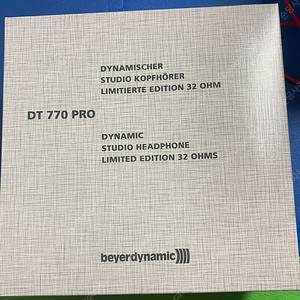 DYNAMISCHER
STUDIO KOPFHÖRER
LIMITIERTE EDITION 32 OHM
DT 770 PRO
DYNAMIC
STUDIO HEADPHONE
LIMITED EDITION 32 OHMS
beyerdynamic))))